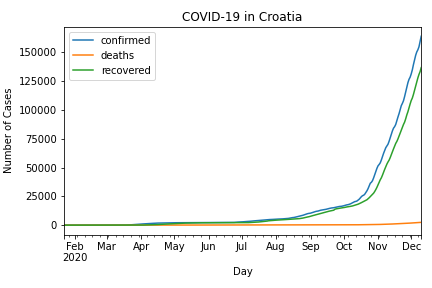 COVID-19 in Croatia
confirmed
deaths
recovered
Number of Cases
150000
125000
100000
75000
50000
25000
0
Feb Mar Apr May Jun Jul Aug Sep Oct Nov Dec
2020
Day